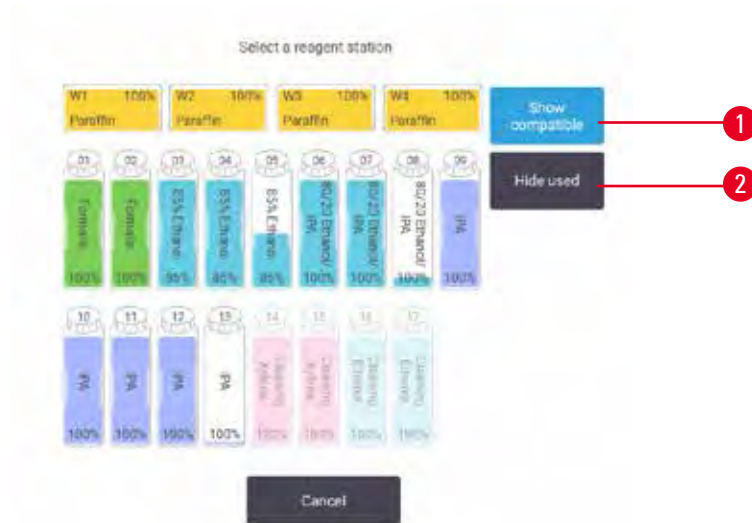 Select a reagent station
W1 100%
Paraffin
W2 100%
Paraffin
W3 100%
Paraffin
W4 100%
Paraffin
Show
compatible
1
01
Formalin
100%
02
Formalin
100%
03
85% Ethanol
85%
04
85% Ethanol
85%
05
85% Ethanol
85%
06
80/20 Ethanol/
IPA
100%
07
80/20 Ethanol/
IPA
100%
08
80/20 Ethanol/
IPA
100%
09
IPA
100%
Hide used
2
10
IPA
100%
11
IPA
100%
12
IPA
100%
13
IPA
100%
14
Cleaning
Xylene
100%
15
Cleaning
Xylene
100%
16
Cleaning
Ethanol
100%
17
Cleaning
Ethanol
100%
Cancel